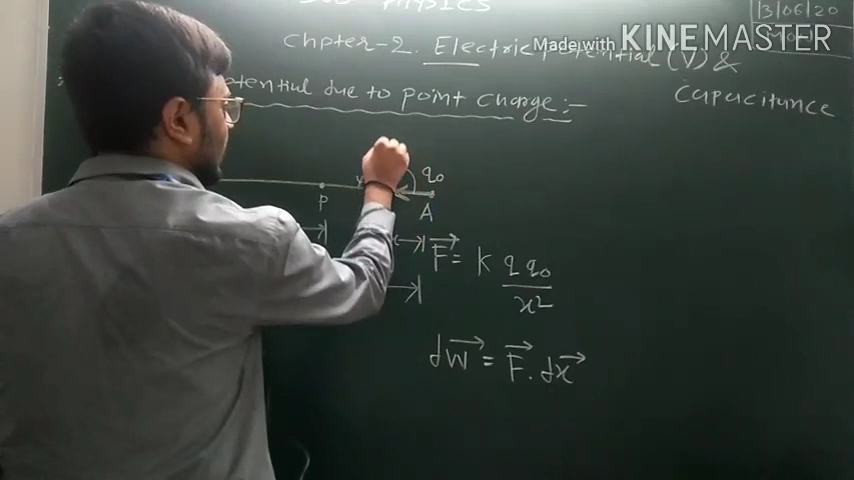 PHYSICS
13/06/20
Chpter-2. Electric potential (V) &
Capacitance
Made with KINEMASTER
potential due to point charge :-
q₀
P
A
F⃗ = k q q₀ / x²
dW⃗ = F⃗ . dx⃗